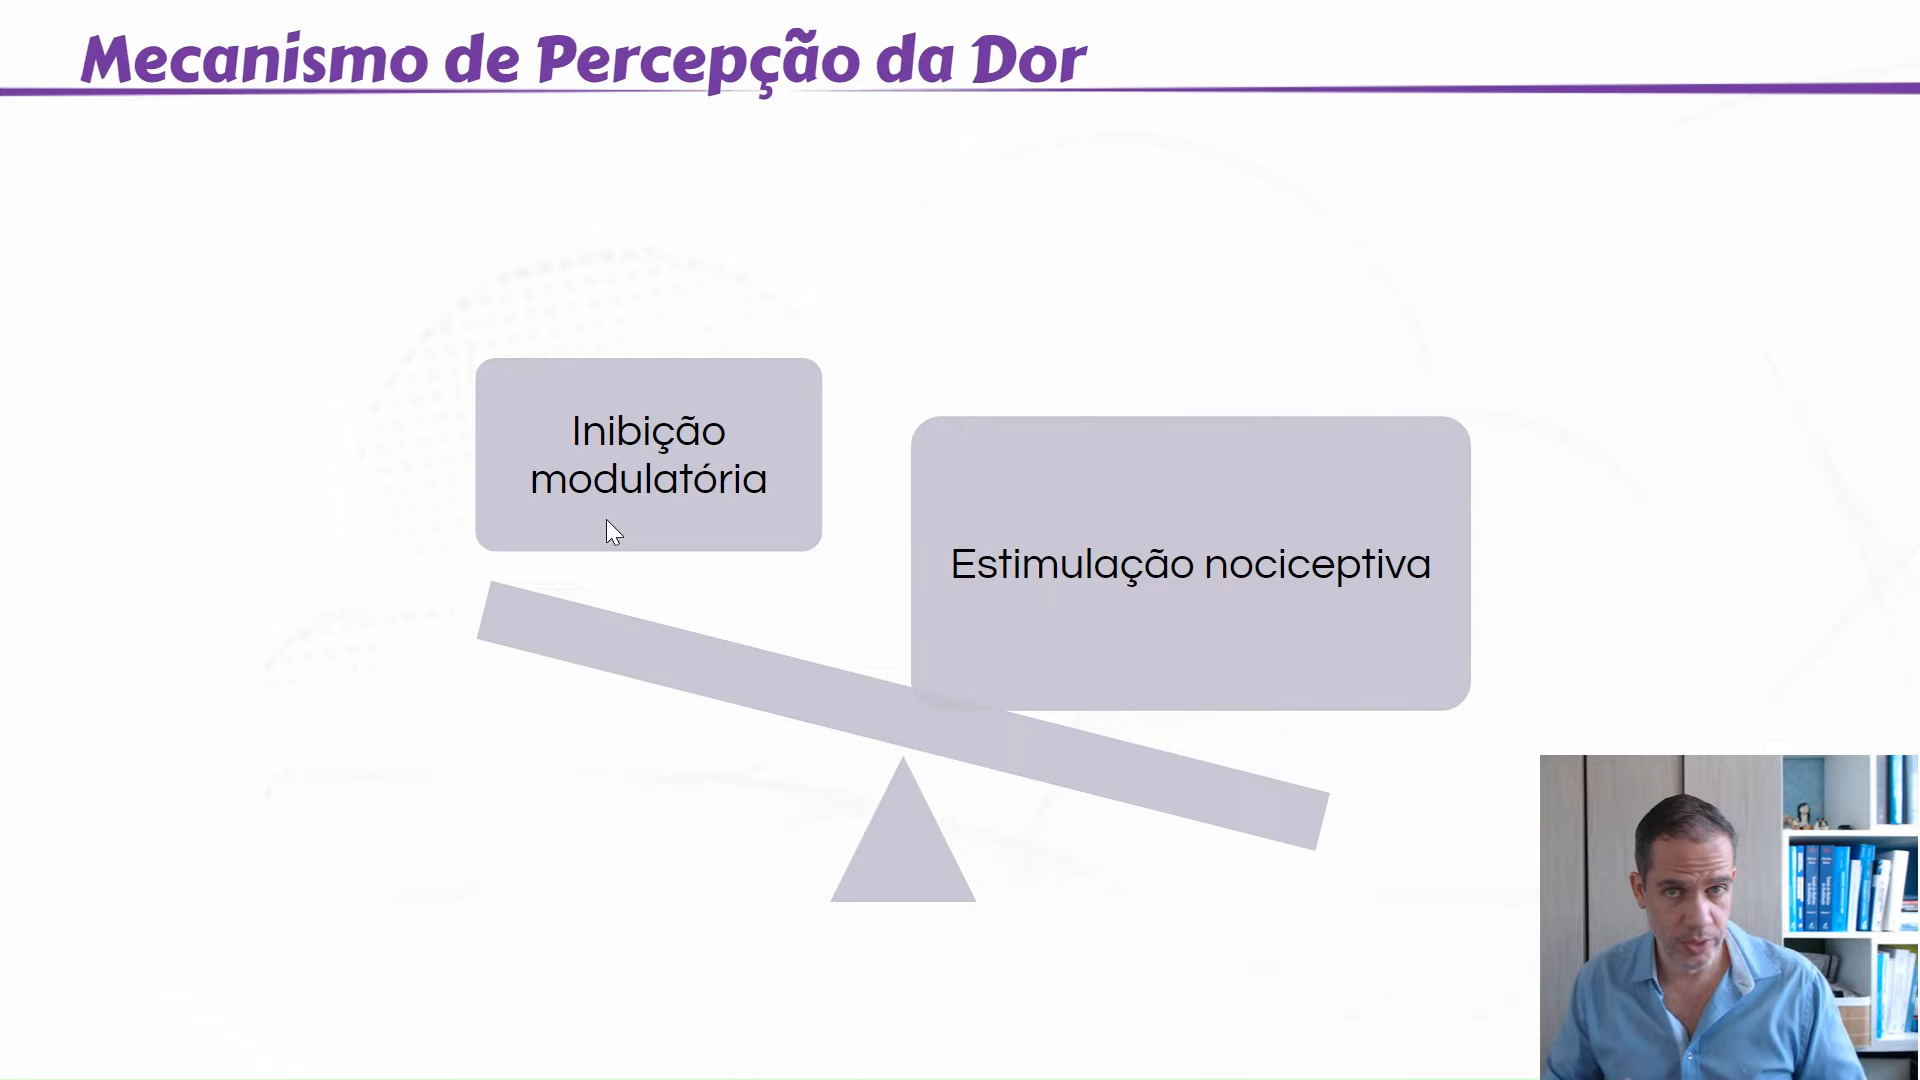 Mecanismo de Percepção da Dor
Inibição
modulatória
Estimulação nociceptiva